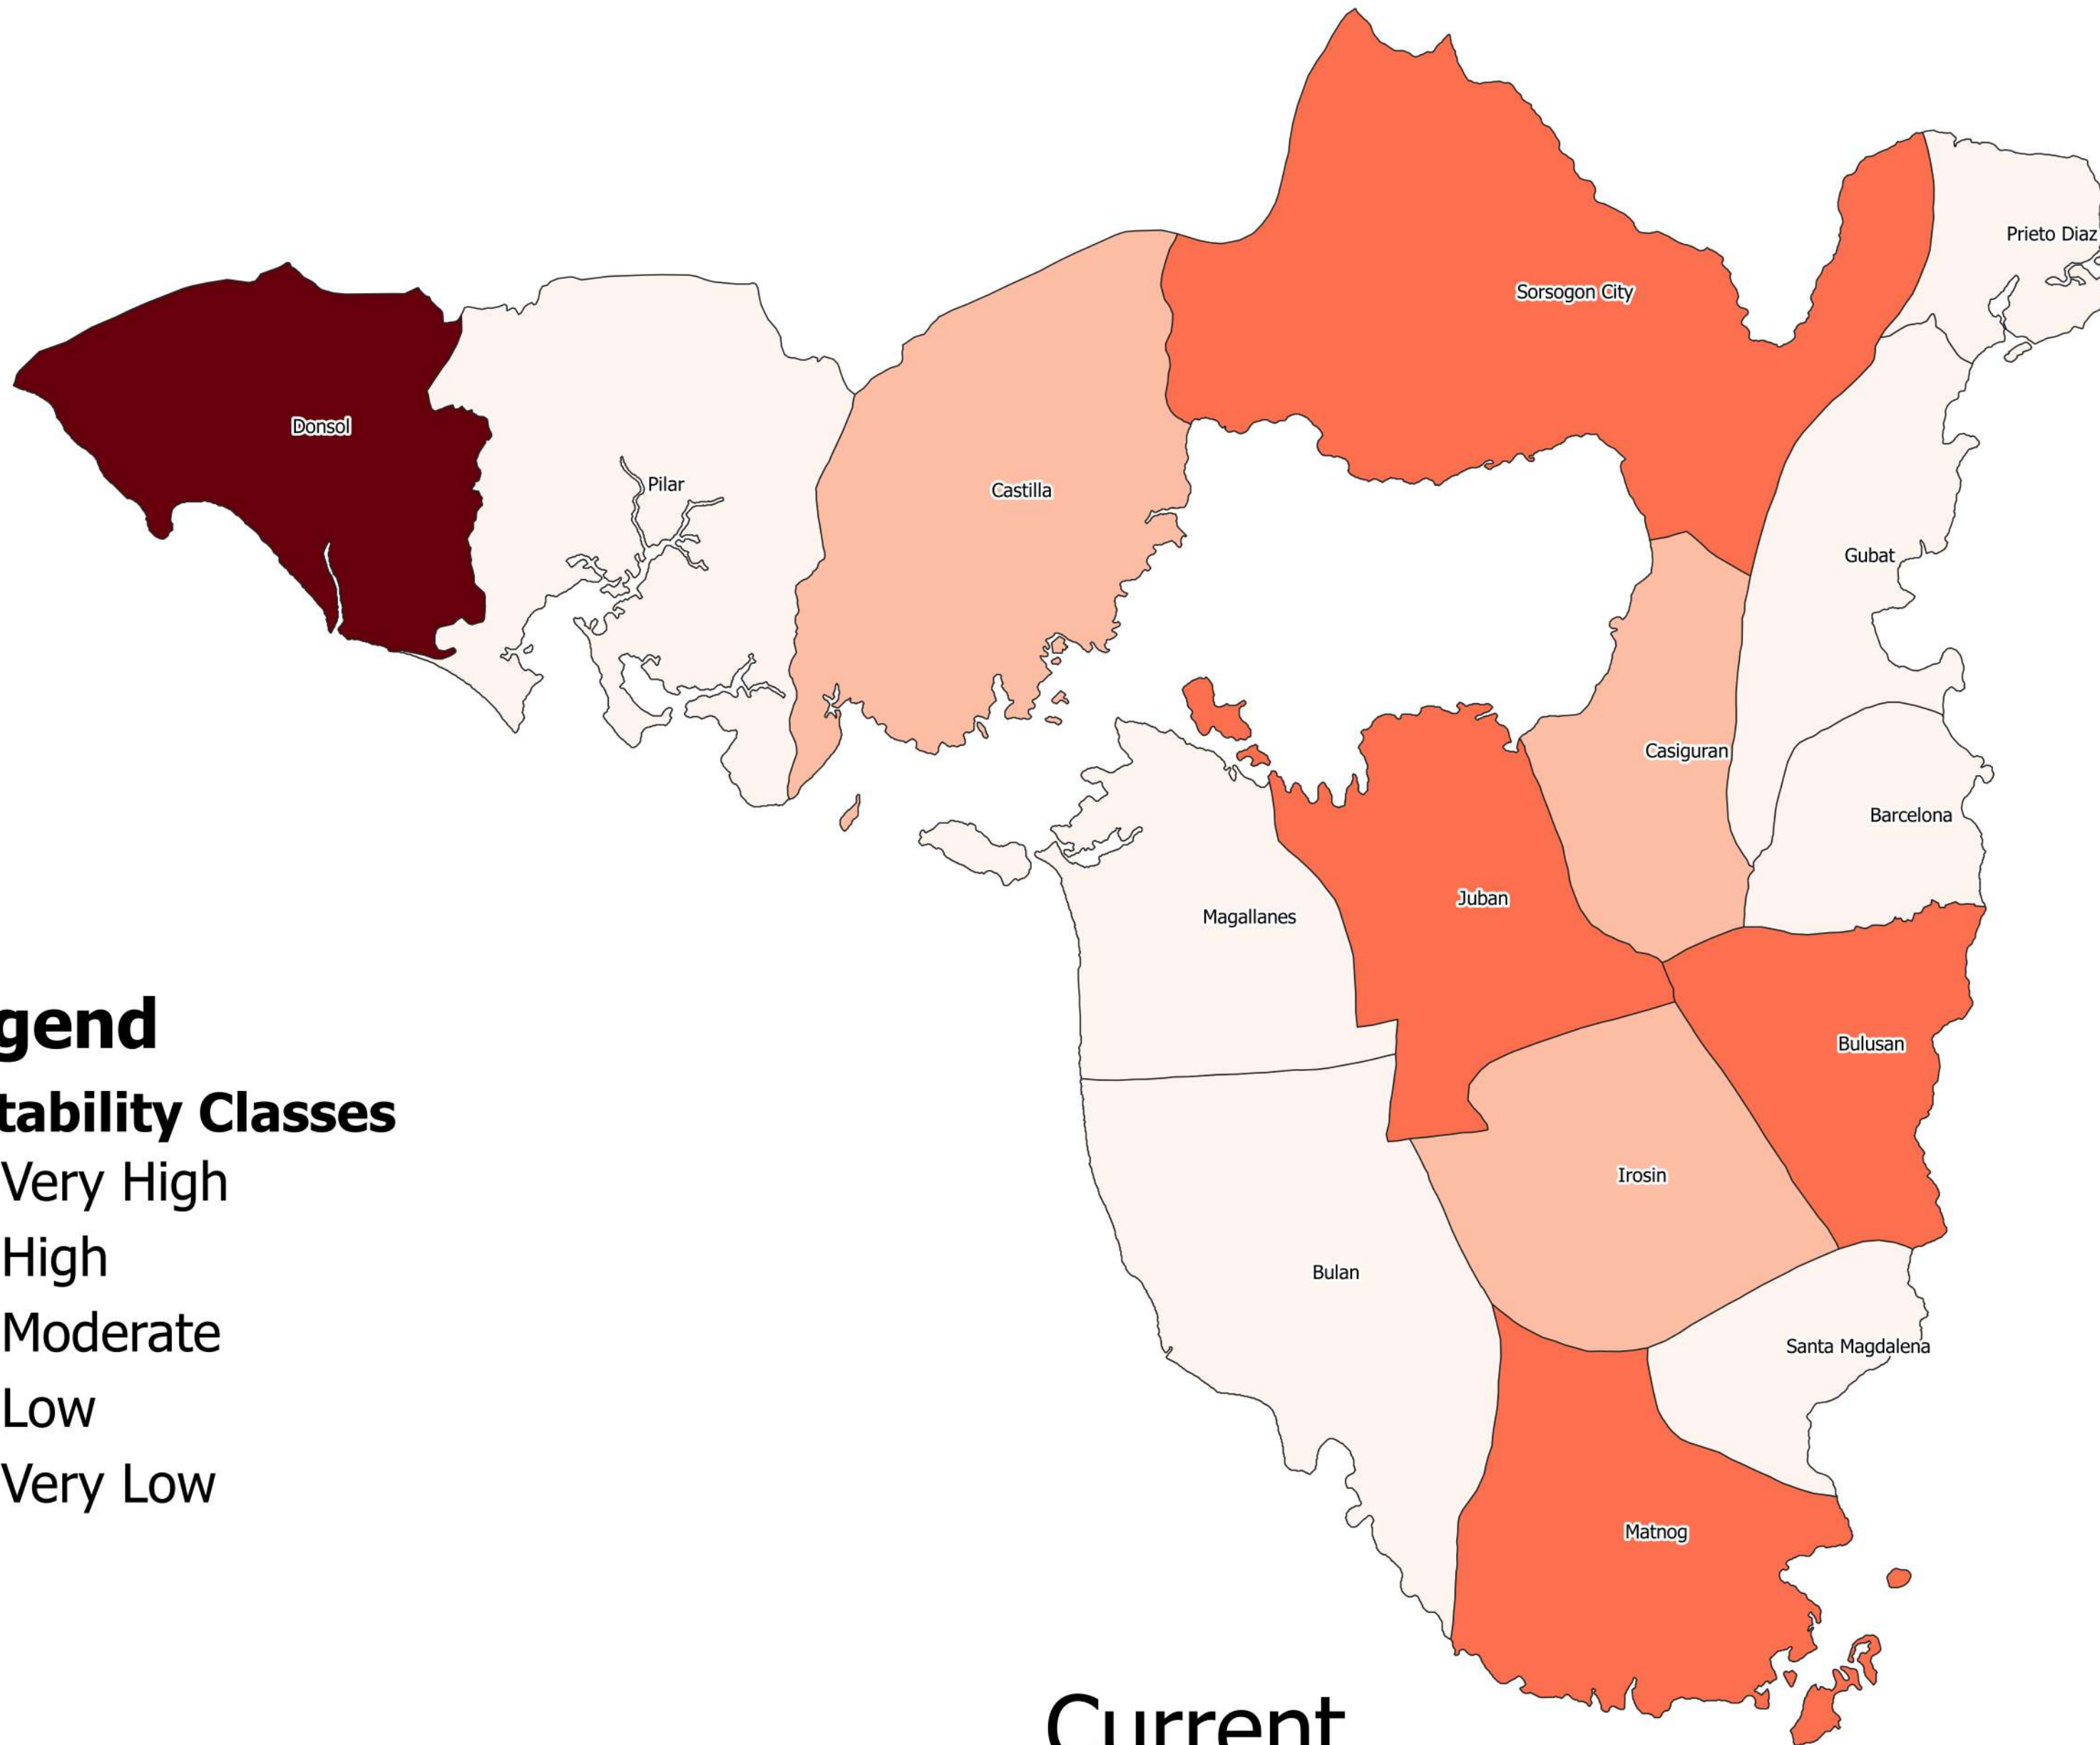 Prieto Diaz
Sorsogon City
Donsol
Pilar
Castilla
Gubat
Casiguran
Barcelona
Juban
Magallanes
gend
Bulusan
tability Classes
Very High
Irosin
High
Bulan
Moderate
Santa Magdalena
Low
Very Low
Matnog
Current